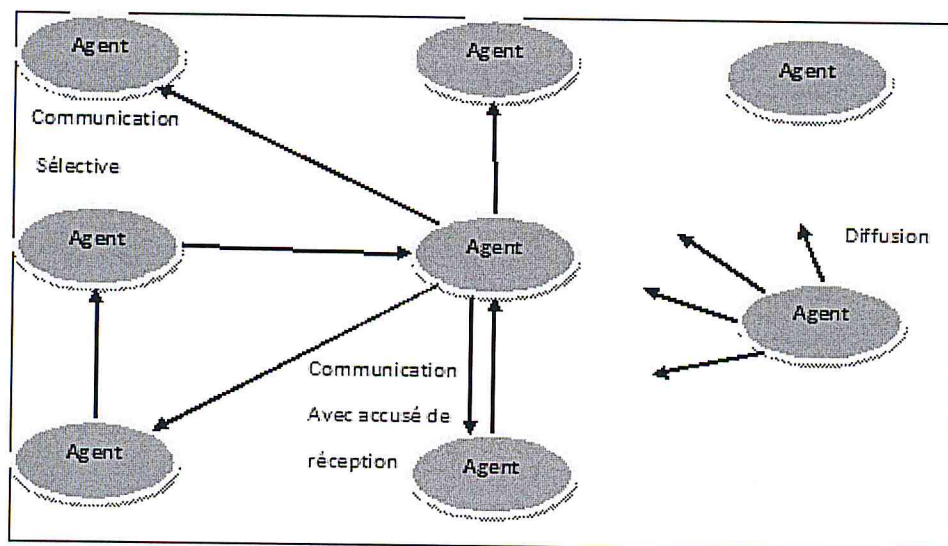 Agent
Agent
Agent
Communication
Sélective
Agent
Agent
Diffusion
Agent
Communication
Avec accusé de
réception
Agent
Agent